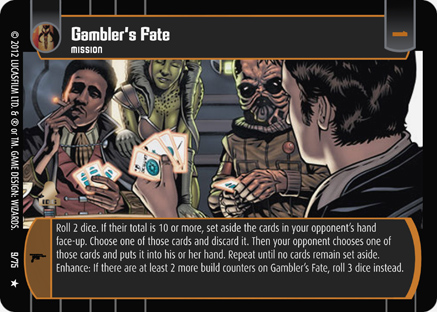 Gambler's Fate
MISSION
Roll 2 dice. If their total is 10 or more, set aside the cards in your opponent's hand
face-up. Choose one of those cards and discard it. Then your opponent chooses one of
those cards and puts it into his or her hand. Repeat until no cards remain set aside.
Enhance: If there are at least 2 more build counters on Gambler's Fate, roll 3 dice instead.
© 2012 LUCASFILM LTD. & ® or TM. GAME DESIGN: WIZARDS.
9/75